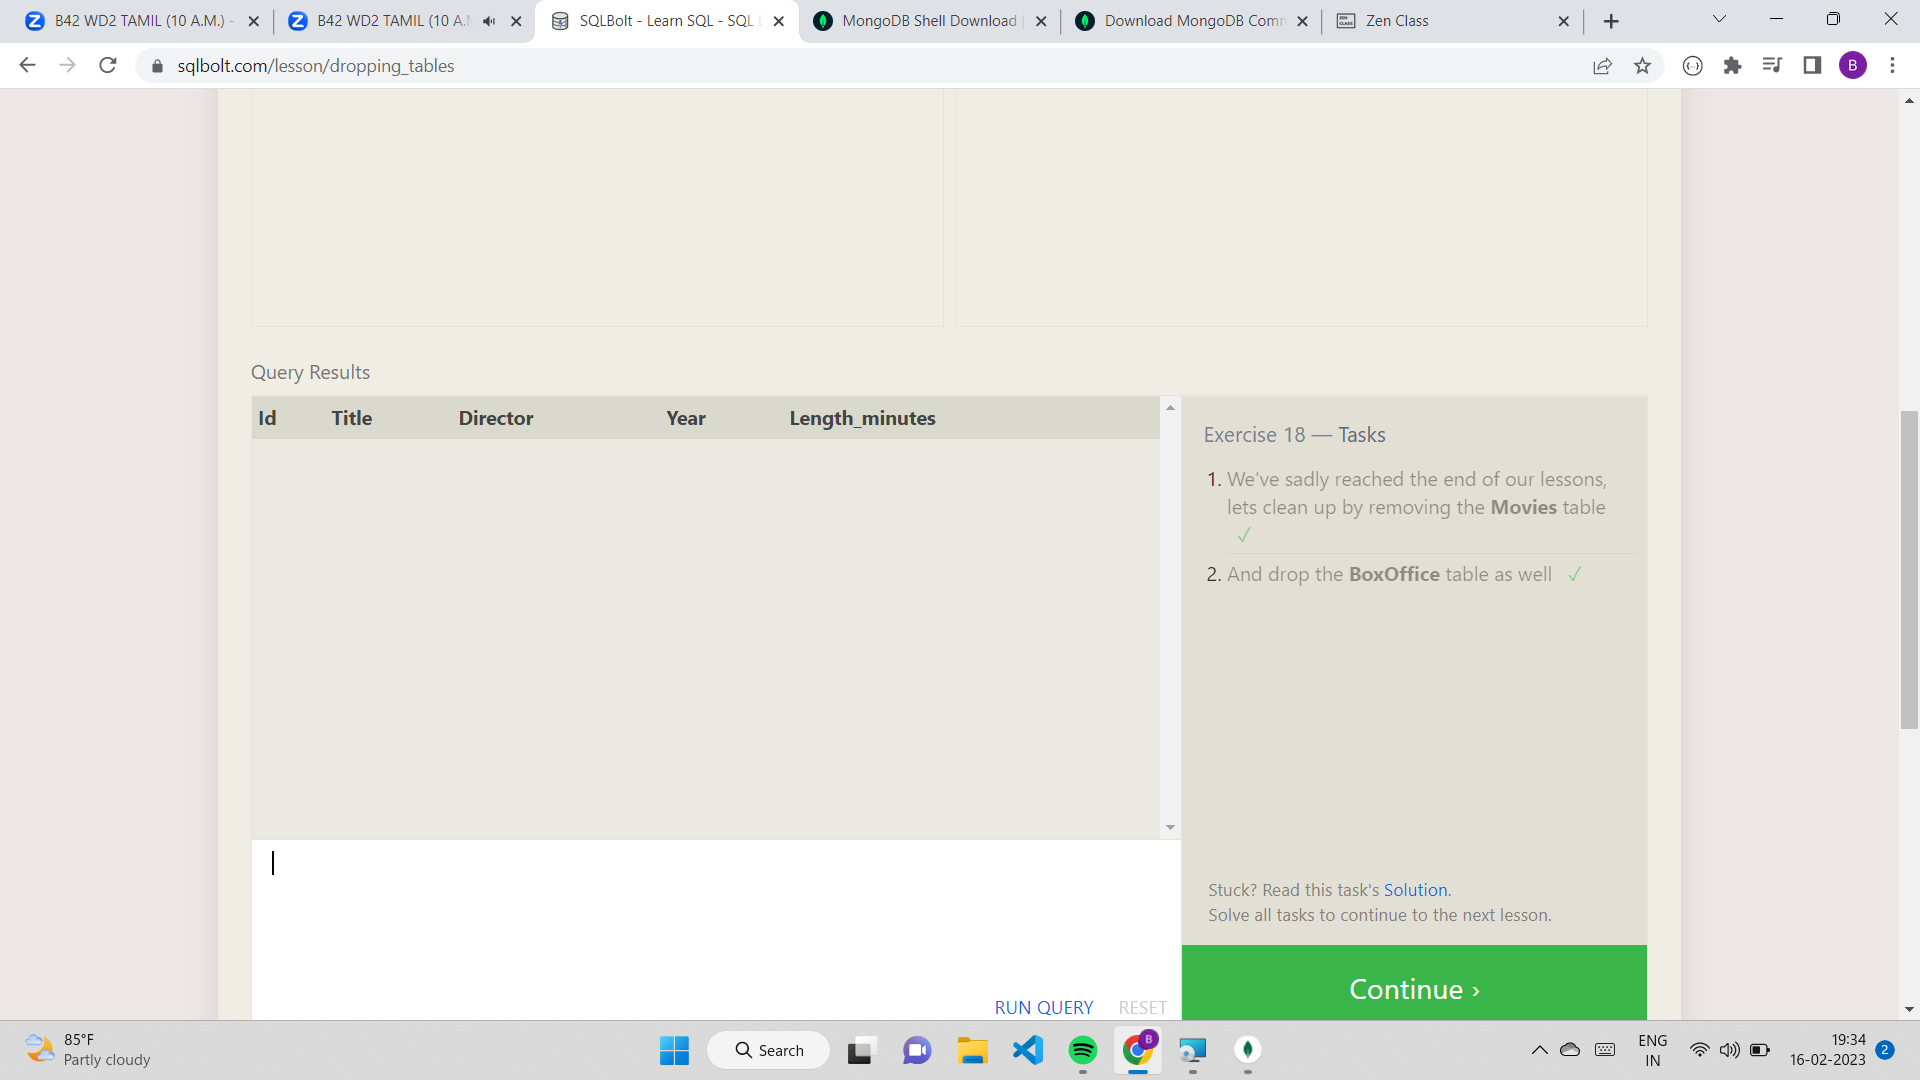 B42 WD2 TAMIL (10 A.M.) -
B42 WD2 TAMIL (10 A.M
SQLBolt - Learn SQL - SQL L
MongoDB Shell Download |
Download MongoDB Comm
Zen Class
sqlbolt.com/lesson/dropping_tables
B
Query Results
Id Title Director Year Length_minutes
Exercise 18 — Tasks
1. We've sadly reached the end of our lessons,
lets clean up by removing the Movies table
✓
2. And drop the BoxOffice table as well ✓
Stuck? Read this task's Solution.
Solve all tasks to continue to the next lesson.
RUN QUERY RESET
Continue ›
85°F
Partly cloudy
Search
B
ENG
IN
19:34
16-02-2023
2